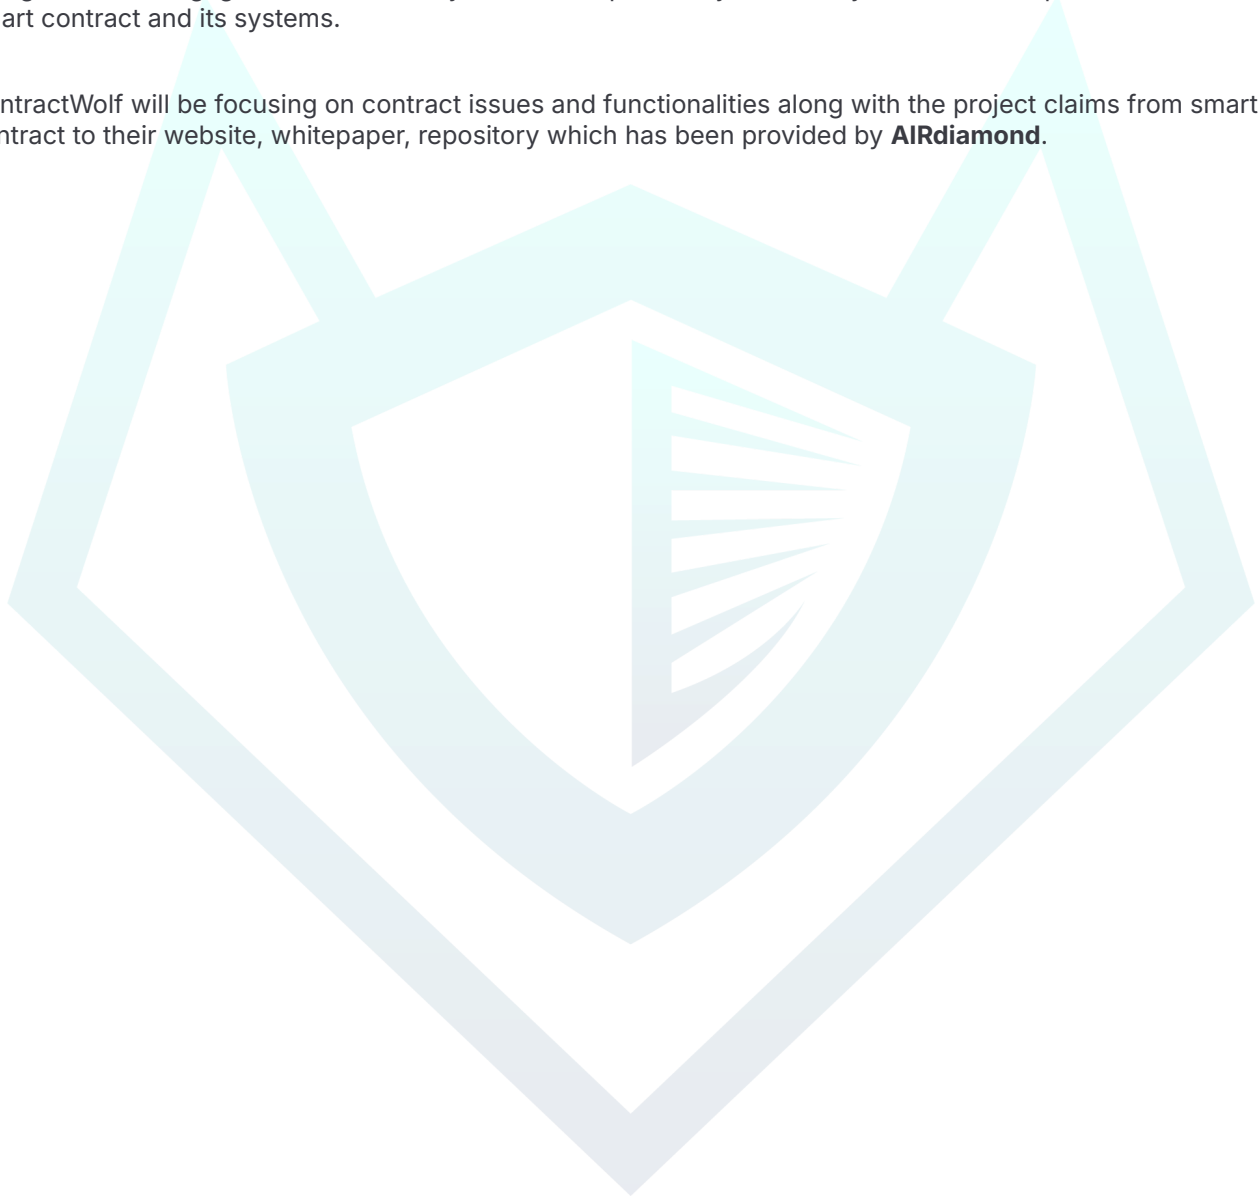 art contract and its systems.
ntractWolf will be focusing on contract issues and functionalities along with the project claims from smart
ntract to their website, whitepaper, repository which has been provided by AIRdiamond.